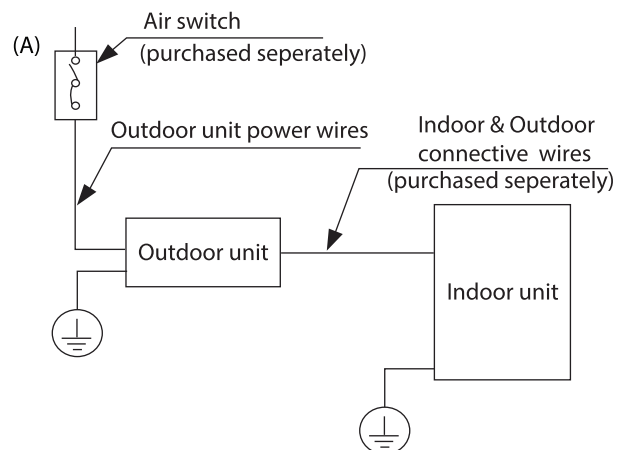 (A)
Air switch
(purchased seperately)
Outdoor unit power wires
Indoor & Outdoor
connective wires
(purchased seperately)
Outdoor unit
Indoor unit